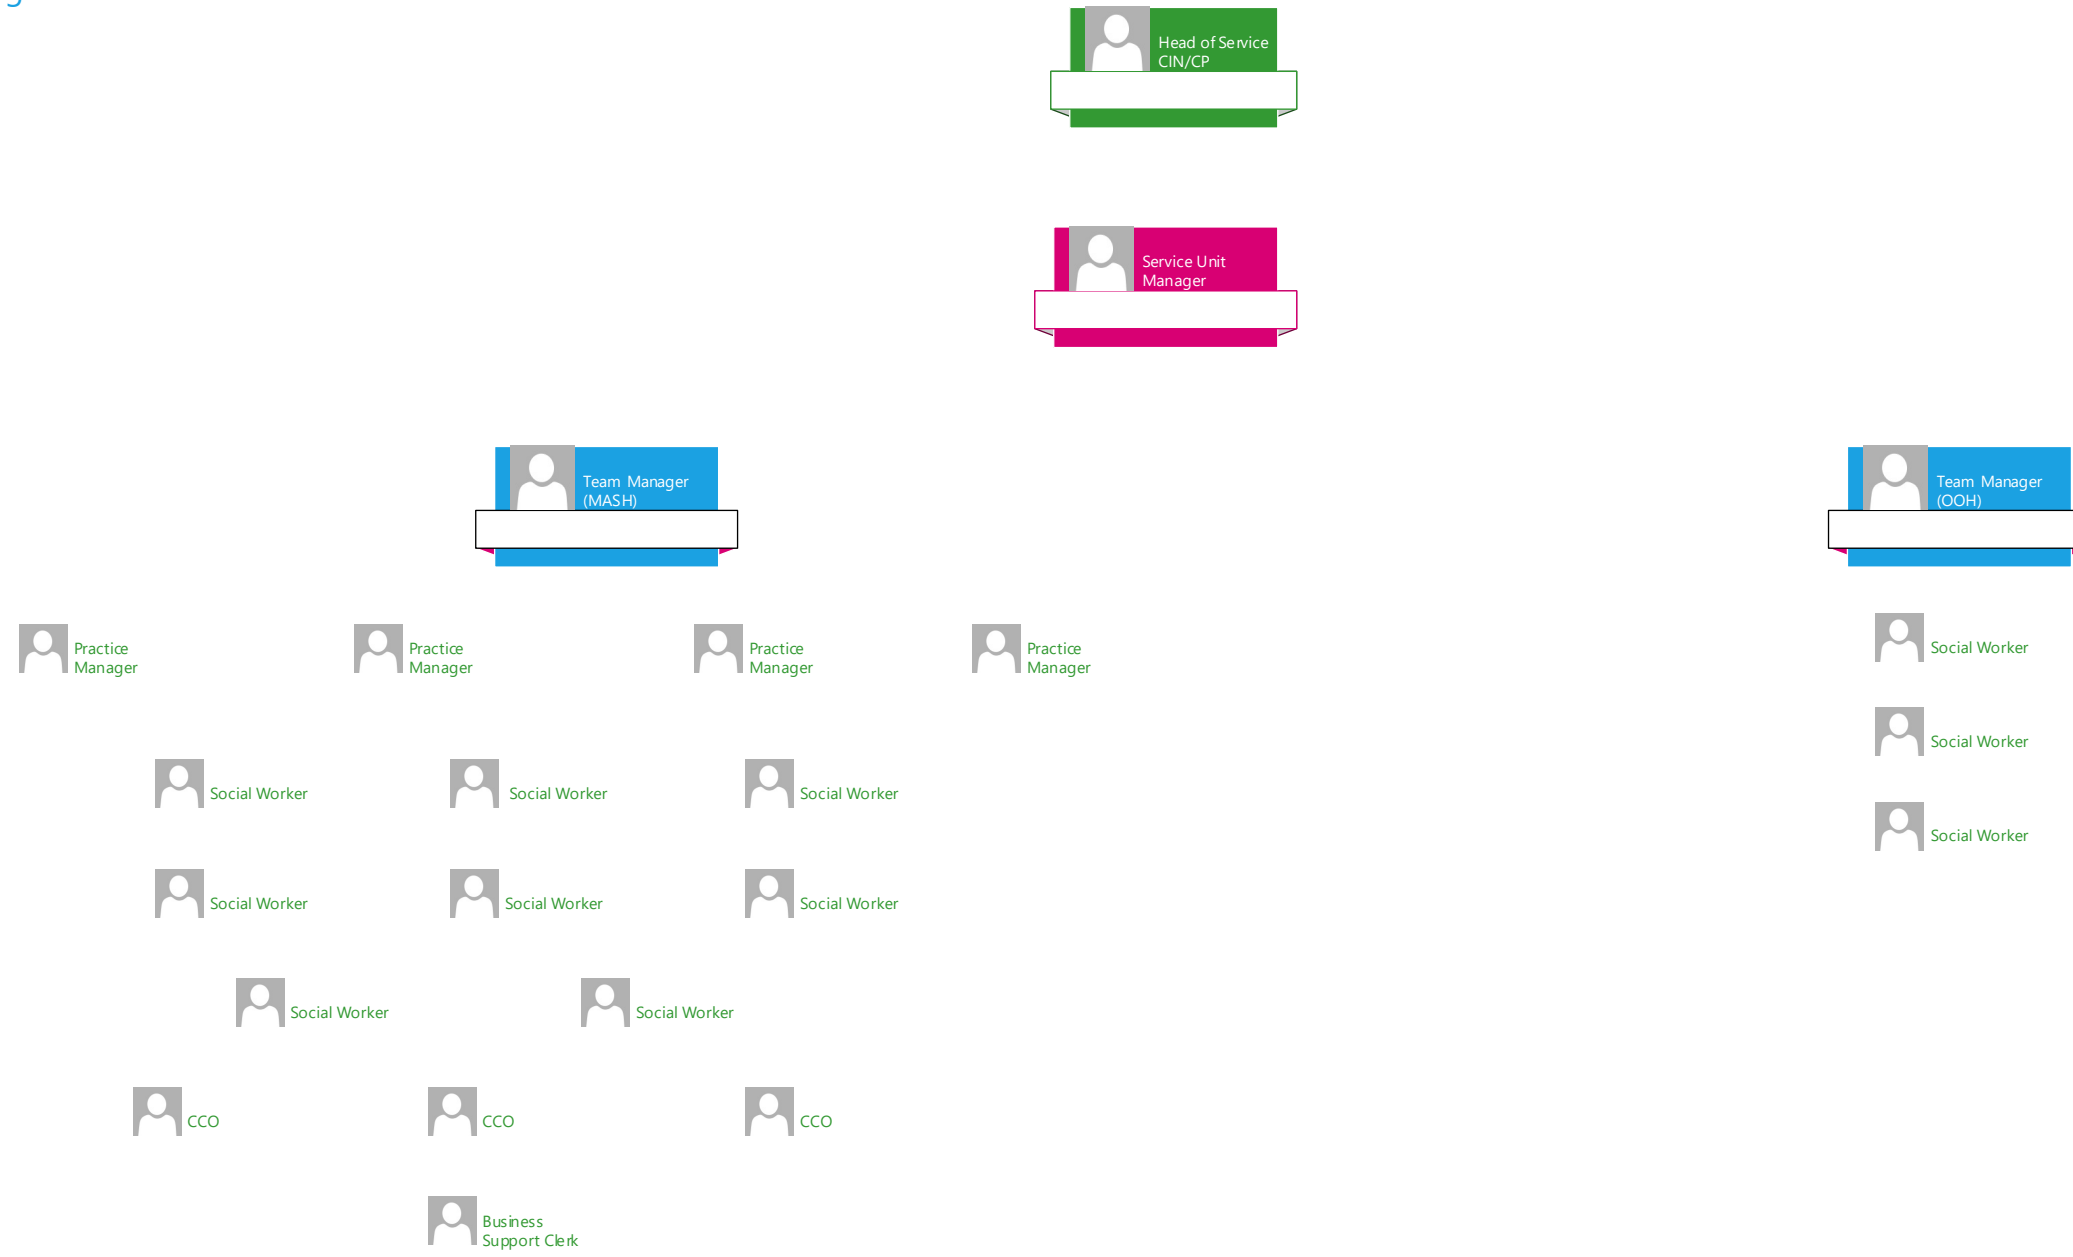 Head of Service
CIN/CP
Service Unit
Manager
Team Manager
(MASH)
Team Manager
(OOH)
Practice
Manager
Practice
Manager
Practice
Manager
Practice
Manager
Social Worker
Social Worker
Social Worker
Social Worker
Social Worker
Social Worker
Social Worker
Social Worker
Social Worker
Social Worker
Social Worker
CCO
CCO
CCO
Business
Support Clerk